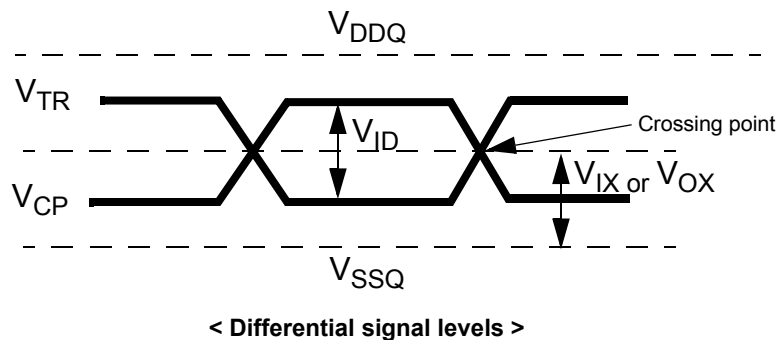 VDDQ
VTR
VID
Crossing point
VCP
VIX or VOX
VSSQ
< Differential signal levels >